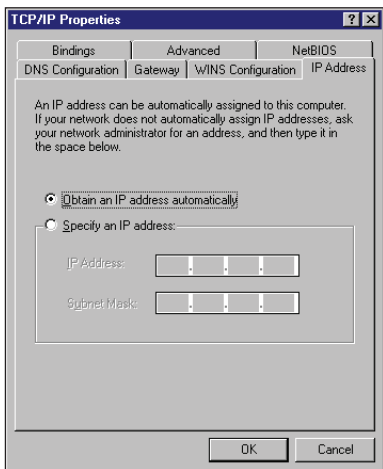 TCP/IP Properties
Bindings Advanced NetBIOS
DNS Configuration Gateway WINS Configuration IP Address
An IP address can be automatically assigned to this computer.
If your network does not automatically assign IP addresses, ask
your network administrator for an address, and then type it in
the space below.
Obtain an IP address automatically
Specify an IP address:
IP Address:
Subnet Mask:
OK Cancel